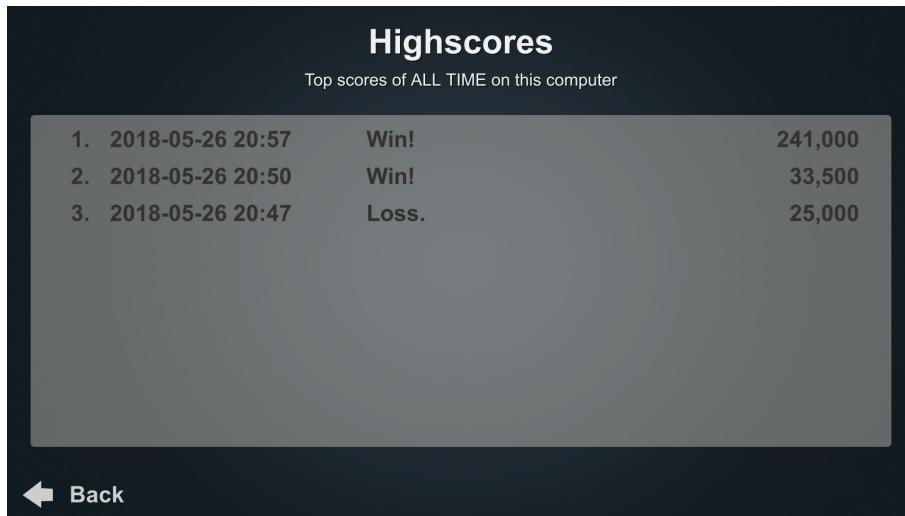 Highscores
Top scores of ALL TIME on this computer
1. 2018-05-26 20:57 Win! 241,000
2. 2018-05-26 20:50 Win! 33,500
3. 2018-05-26 20:47 Loss. 25,000
Back